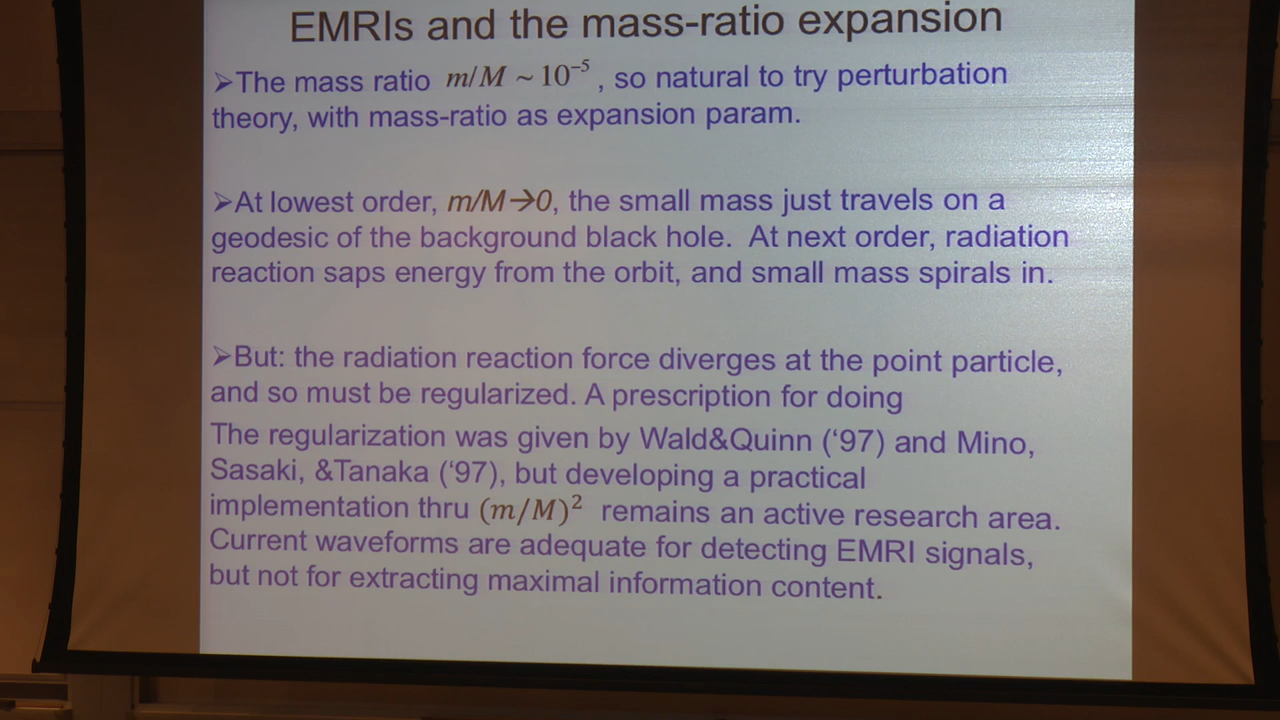 EMRIs and the mass-ratio expansion
➢The mass ratio m/M ~ 10⁻⁵ , so natural to try perturbation
theory, with mass-ratio as expansion param.
➢At lowest order, m/M→0, the small mass just travels on a
geodesic of the background black hole. At next order, radiation
reaction saps energy from the orbit, and small mass spirals in.
➢But: the radiation reaction force diverges at the point particle,
and so must be regularized. A prescription for doing
The regularization was given by Wald&Quinn (‘97) and Mino,
Sasaki, &Tanaka (‘97), but developing a practical
implementation thru (m/M)² remains an active research area.
Current waveforms are adequate for detecting EMRI signals,
but not for extracting maximal information content.